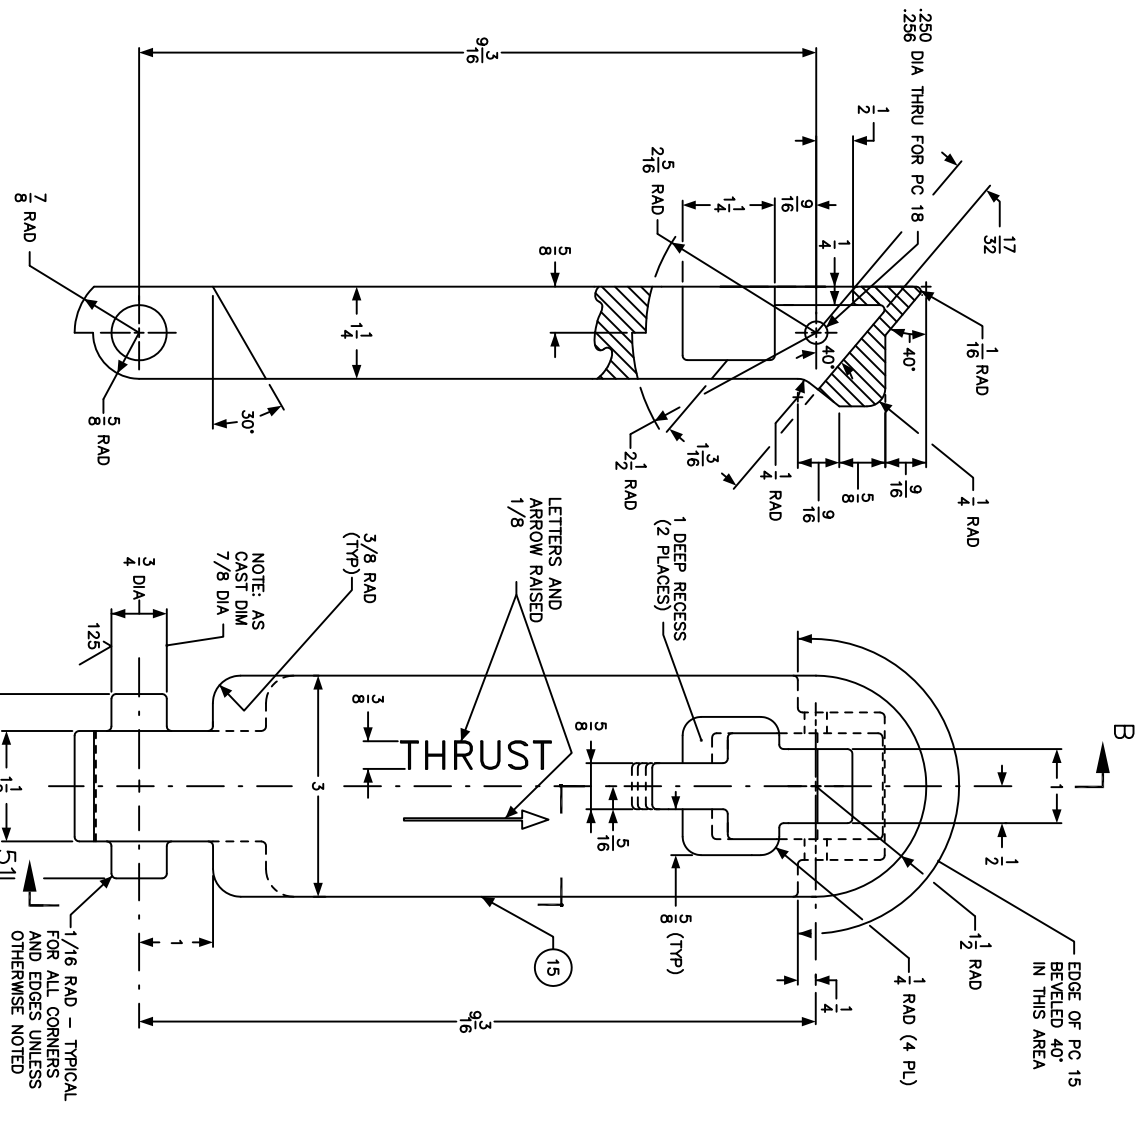 .250
.256 DIA THRU FOR PC 18
9 3/16
1/2
17/32
2 5/16 RAD
1 1/4
9/16
1/4
1/16 RAD
40°
40°
7/8 RAD
5/8
1 1/4
5/8 RAD
30°
2 1/2 RAD
1 3/16
1/4 RAD
9/16
5/8
9/16
1/4 RAD
NOTE: AS
CAST DIM
7/8 DIA
3/4 DIA
125
3/8 RAD
(TYP)
LETTERS AND
ARROW RAISED
1/8
1 DEEP RECESS
(2 PLACES)
B
3/8
THRUST
5/8
5/16
3
1
1/2
1 1/2 RAD
5/8 (TYP)
1/4 RAD (4 PL)
1/4
EDGE OF PC 15
BEVELED 40°
IN THIS AREA
15
1
9 3/16
1/16 RAD – TYPICAL
FOR ALL CORNERS
AND EDGES UNLESS
OTHERWISE NOTED